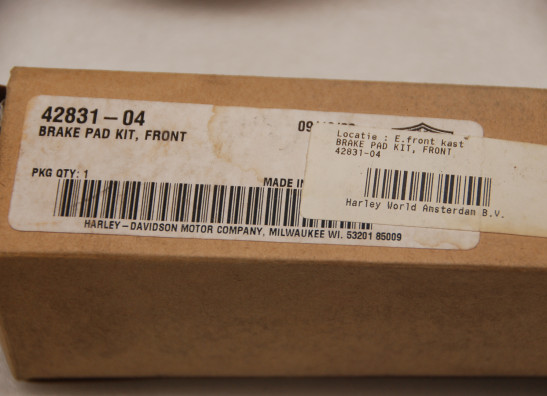 42831-04
BRAKE PAD KIT, FRONT
09
PKG QTY: 1
MADE IN
HARLEY-DAVIDSON MOTOR COMPANY, MILWAUKEE WI. 53201 85009
Locatie : E.front kast
BRAKE PAD KIT, FRONT
42831-04
Harley World Amsterdam B.V.